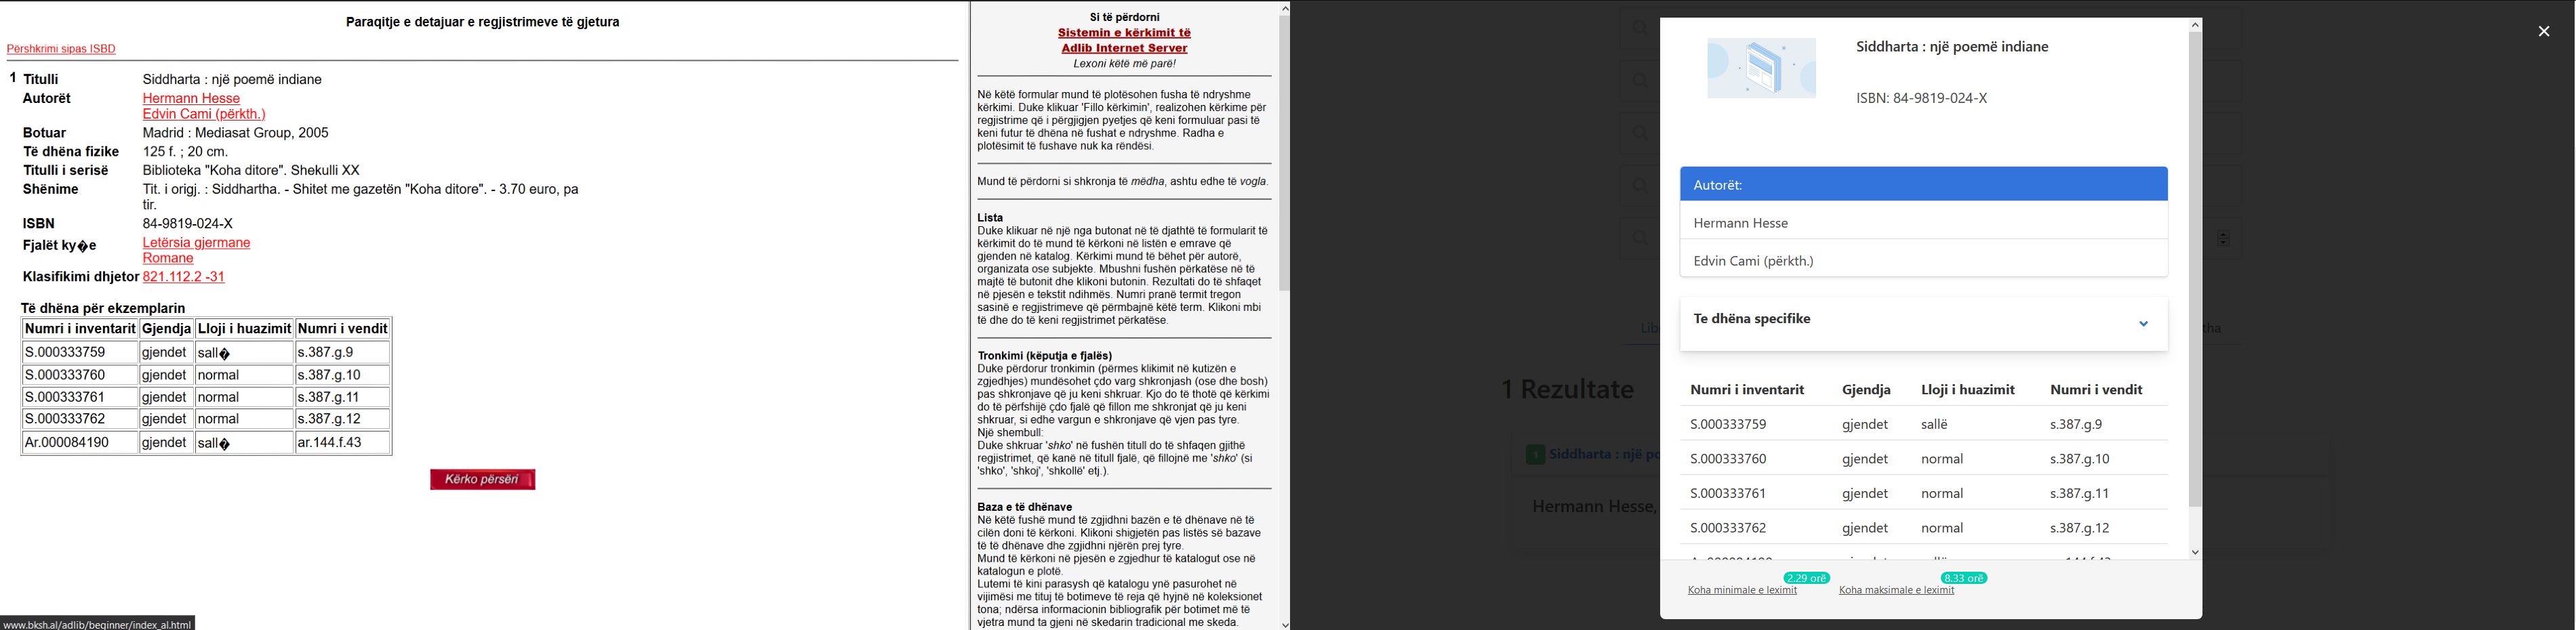 Paraqitje e detajuar e regjistrimeve të gjetura
Përshkrimi sipas ISBD
1 Titulli Siddharta : një poemë indiane
Autorët Hermann Hesse
Edvin Cami (përkth.)
Botuar Madrid : Mediasat Group, 2005
Të dhëna fizike 125 f. ; 20 cm.
Titulli i serisë Biblioteka "Koha ditore". Shekulli XX
Shënime Tit. i origj. : Siddhartha. - Shitet me gazetën "Koha ditore". - 3.70 euro, pa
tir.
ISBN 84-9819-024-X
Fjalët ky�e Letërsia gjermane
Romane
Klasifikimi dhjetor 821.112.2 -31
Të dhëna për ekzemplarin
Numri i inventarit Gjendja Lloji i huazimit Numri i vendit
S.000333759 gjendet sall� s.387.g.9
S.000333760 gjendet normal s.387.g.10
S.000333761 gjendet normal s.387.g.11
S.000333762 gjendet normal s.387.g.12
Ar.000084190 gjendet sall� ar.144.f.43
Kërko përsëri
www.bksh.al/adlib/beginner/index_al.html
Si të përdorni
Sistemin e kërkimit të
Adlib Internet Server
Lexoni këtë më parë!
Në këtë formular mund të plotësohen fusha të ndryshme
kërkimi. Duke klikuar 'Fillo kërkimin', realizohen kërkime për
regjistrime që i përgjigjen pyetjes që keni formuluar pasi të
keni futur të dhëna në fushat e ndryshme. Radha e
plotësimit të fushave nuk ka rëndësi.
Mund të përdorni si shkronja të mëdha, ashtu edhe të vogla.
Lista
Duke klikuar në një nga butonat në të djathtë të formularit të
kërkimit do të mund të kërkoni në listën e emrave që
gjenden në katalog. Kërkimi mund të bëhet për autorë,
organizata ose subjekte. Mbushni fushën përkatëse në të
majtë të butonit dhe klikoni butonin. Rezultati do të shfaqet
në pjesën e tekstit ndihmës. Numri pranë termit tregon
sasinë e regjistrimeve që përmbajnë këtë term. Klikoni mbi
të dhe do të keni regjistrimet përkatëse.
Tronkimi (këputja e fjalës)
Duke përdorur tronkimin (përmes klikimit në kutizën e
zgjedhjes) mundësohet çdo varg shkronjash (ose dhe bosh)
pas shkronjave që ju keni shkruar. Kjo do të thotë që kërkimi
do të përfshijë çdo fjalë që fillon me shkronjat që ju keni
shkruar, si edhe vargun e shkronjave që vjen pas tyre.
Një shembull:
Duke shkruar 'shko' në fushën titull do të shfaqen gjithë
regjistrimet, që kanë në titull fjalë, që fillojnë me 'shko' (si
'shko', 'shkoj', 'shkollë' etj.).
Baza e të dhënave
Në këtë fushë mund të zgjidhni bazën e të dhënave në të
cilën doni të kërkoni. Klikoni shigjetën pas listës së bazave
të të dhënave dhe zgjidhni njërën prej tyre.
Mund të kërkoni në pjesën e zgjedhur të katalogut ose në
katalogun e plotë.
Lutemi të kini parasysh që katalogu ynë pasurohet në
vijimësi me tituj të botimeve të reja që hyjnë në koleksionet
tona; ndërsa informacionin bibliografik për botimet më të
vjetra mund ta gjeni në skedarin tradicional me skeda.
1 Rezultate
1 Siddharta : një po
Hermann Hesse,
Siddharta : një poemë indiane
ISBN: 84-9819-024-X
Autorët:
Hermann Hesse
Edvin Cami (përkth.)
Te dhëna specifike
Numri i inventarit Gjendja Lloji i huazimit Numri i vendit
S.000333759 gjendet sallë s.387.g.9
S.000333760 gjendet normal s.387.g.10
S.000333761 gjendet normal s.387.g.11
S.000333762 gjendet normal s.387.g.12
Koha minimale e leximit 2.29 orë Koha maksimale e leximit 8.33 orë